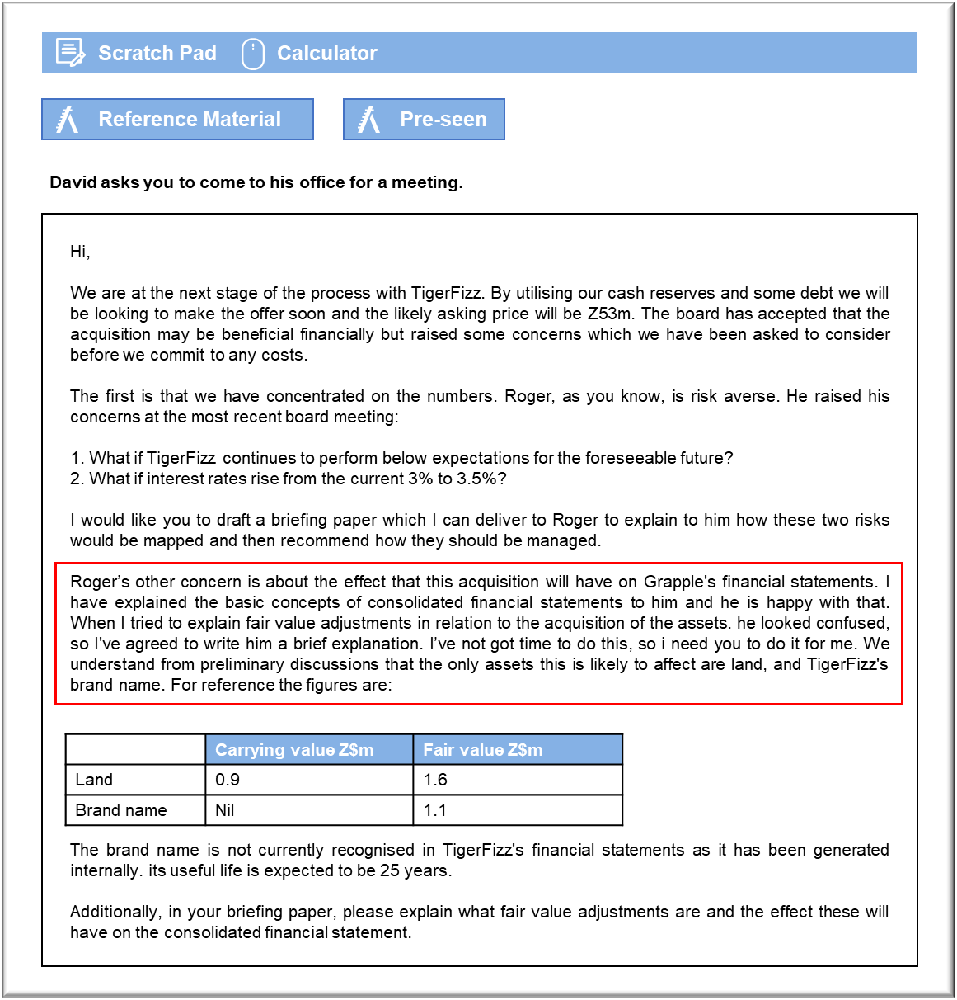 Scratch Pad Calculator
Reference Material Pre-seen
David asks you to come to his office for a meeting.
Hi,
We are at the next stage of the process with TigerFizz. By utilising our cash reserves and some debt we will
be looking to make the offer soon and the likely asking price will be Z53m. The board has accepted that the
acquisition may be beneficial financially but raised some concerns which we have been asked to consider
before we commit to any costs.
The first is that we have concentrated on the numbers. Roger, as you know, is risk averse. He raised his
concerns at the most recent board meeting:
1. What if TigerFizz continues to perform below expectations for the foreseeable future?
2. What if interest rates rise from the current 3% to 3.5%?
I would like you to draft a briefing paper which I can deliver to Roger to explain to him how these two risks
would be mapped and then recommend how they should be managed.
Roger's other concern is about the effect that this acquisition will have on Grapple's financial statements. I
have explained the basic concepts of consolidated financial statements to him and he is happy with that.
When I tried to explain fair value adjustments in relation to the acquisition of the assets. he looked confused,
so I've agreed to write him a brief explanation. I've not got time to do this, so i need you to do it for me. We
understand from preliminary discussions that the only assets this is likely to affect are land, and TigerFizz's
brand name. For reference the figures are:
Carrying value Z$m Fair value Z$m
Land 0.9 1.6
Brand name Nil 1.1
The brand name is not currently recognised in TigerFizz's financial statements as it has been generated
internally. its useful life is expected to be 25 years.
Additionally, in your briefing paper, please explain what fair value adjustments are and the effect these will
have on the consolidated financial statement.